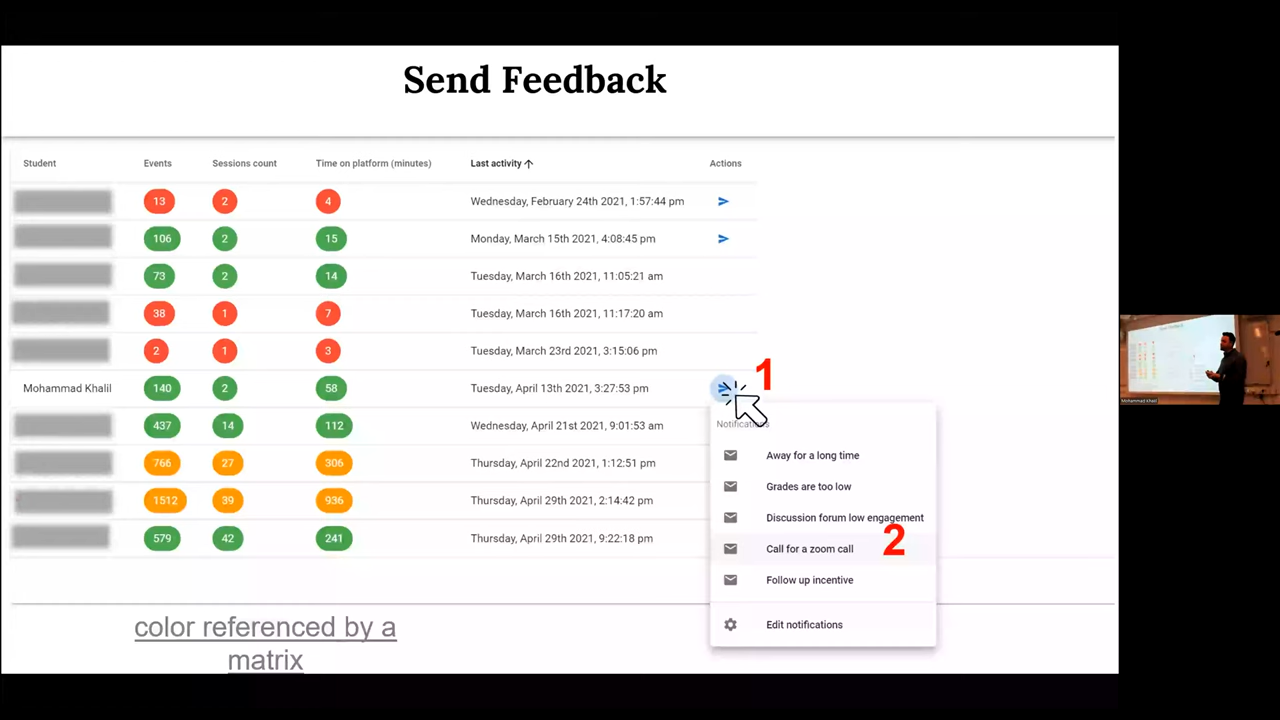 Send Feedback
Student Events Sessions count Time on platform (minutes) Last activity Actions
13 2 4 Wednesday, February 24th 2021, 1:57:44 pm
106 2 15 Monday, March 15th 2021, 4:08:45 pm
73 2 14 Tuesday, March 16th 2021, 11:05:21 am
38 1 7 Tuesday, March 16th 2021, 11:17:20 am
2 1 3 Tuesday, March 23rd 2021, 3:15:06 pm
Mohammad Khalil 140 2 58 Tuesday, April 13th 2021, 3:27:53 pm
1
437 14 112 Wednesday, April 21st 2021, 9:01:53 am
766 27 306 Thursday, April 22nd 2021, 1:12:51 pm
1512 39 936 Thursday, April 29th 2021, 2:14:42 pm
579 42 241 Thursday, April 29th 2021, 9:22:18 pm
Notifications
Away for a long time
Grades are too low
Discussion forum low engagement
2
Call for a zoom call
Follow up incentive
Edit notifications
color referenced by a
matrix
Mohammad Khalil